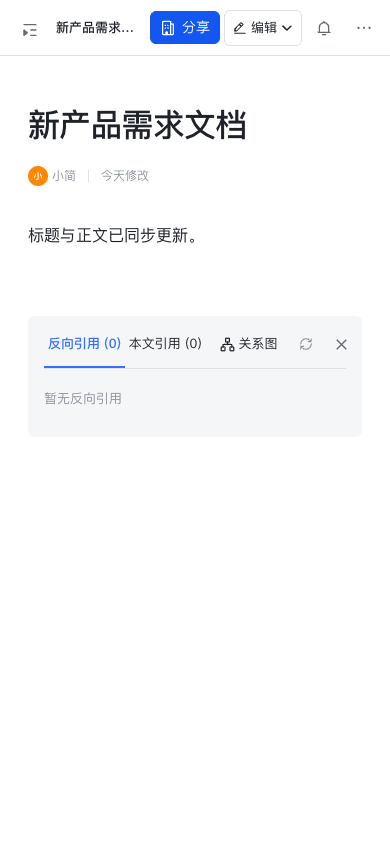 新产品需求... 分享 编辑
新产品需求文档
小 小简 今天修改
标题与正文已同步更新。
反向引用 (0) 本文引用 (0) 关系图
暂无反向引用